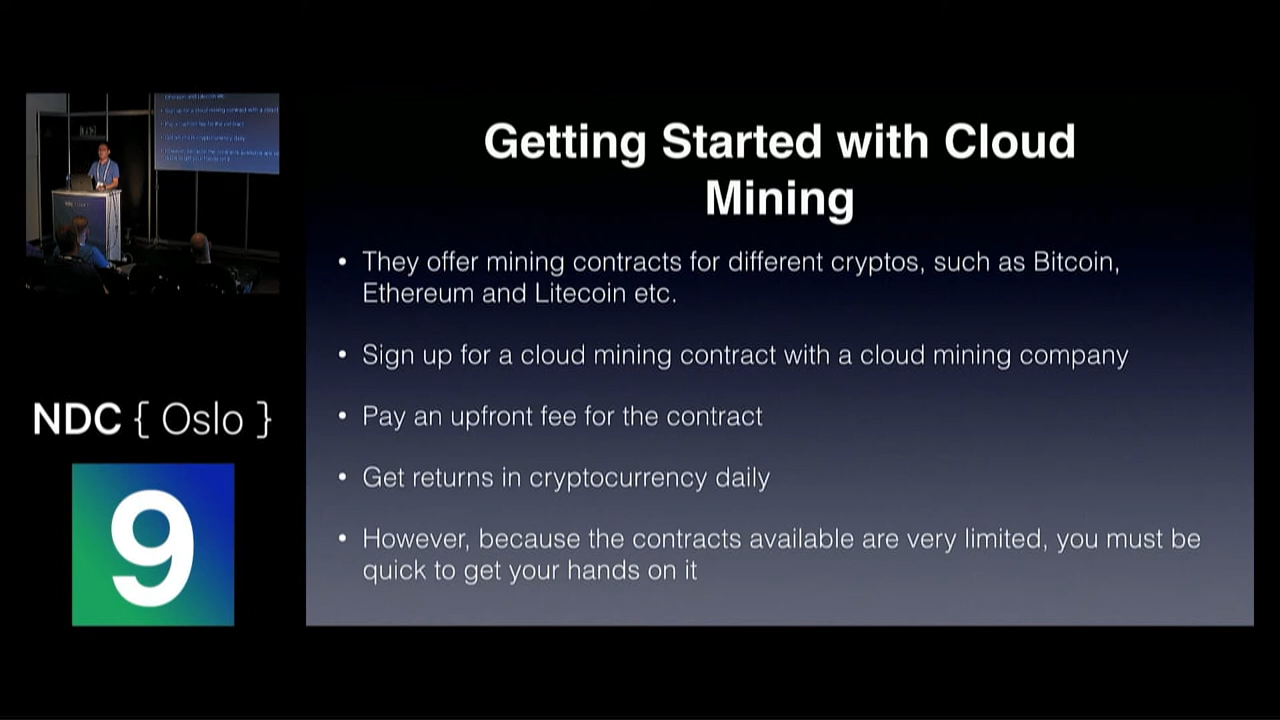 Getting Started with Cloud
Mining
• They offer mining contracts for different cryptos, such as Bitcoin,
Ethereum and Litecoin etc.
• Sign up for a cloud mining contract with a cloud mining company
• Pay an upfront fee for the contract
• Get returns in cryptocurrency daily
• However, because the contracts available are very limited, you must be
quick to get your hands on it
NDC { Oslo }
9